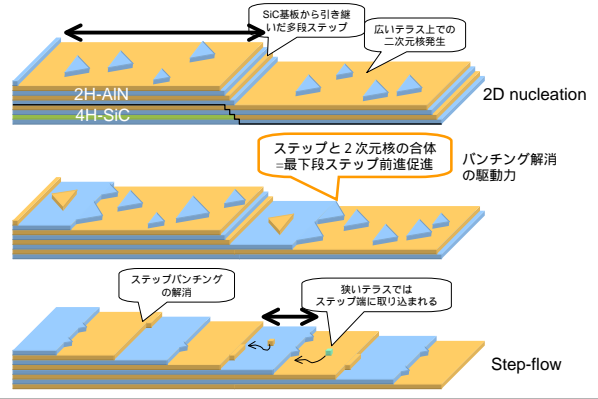 SiC基板から引き継
いだ多段ステップ
広いテラス上での
二次元核発生
2H-AlN
4H-SiC
2D nucleation
ステップと2次元核の合体
=最下段ステップ前進促進
バンチング解消
の駆動力
ステップバンチング
の解消
狭いテラスでは
ステップ端に取り込まれる
Step-flow